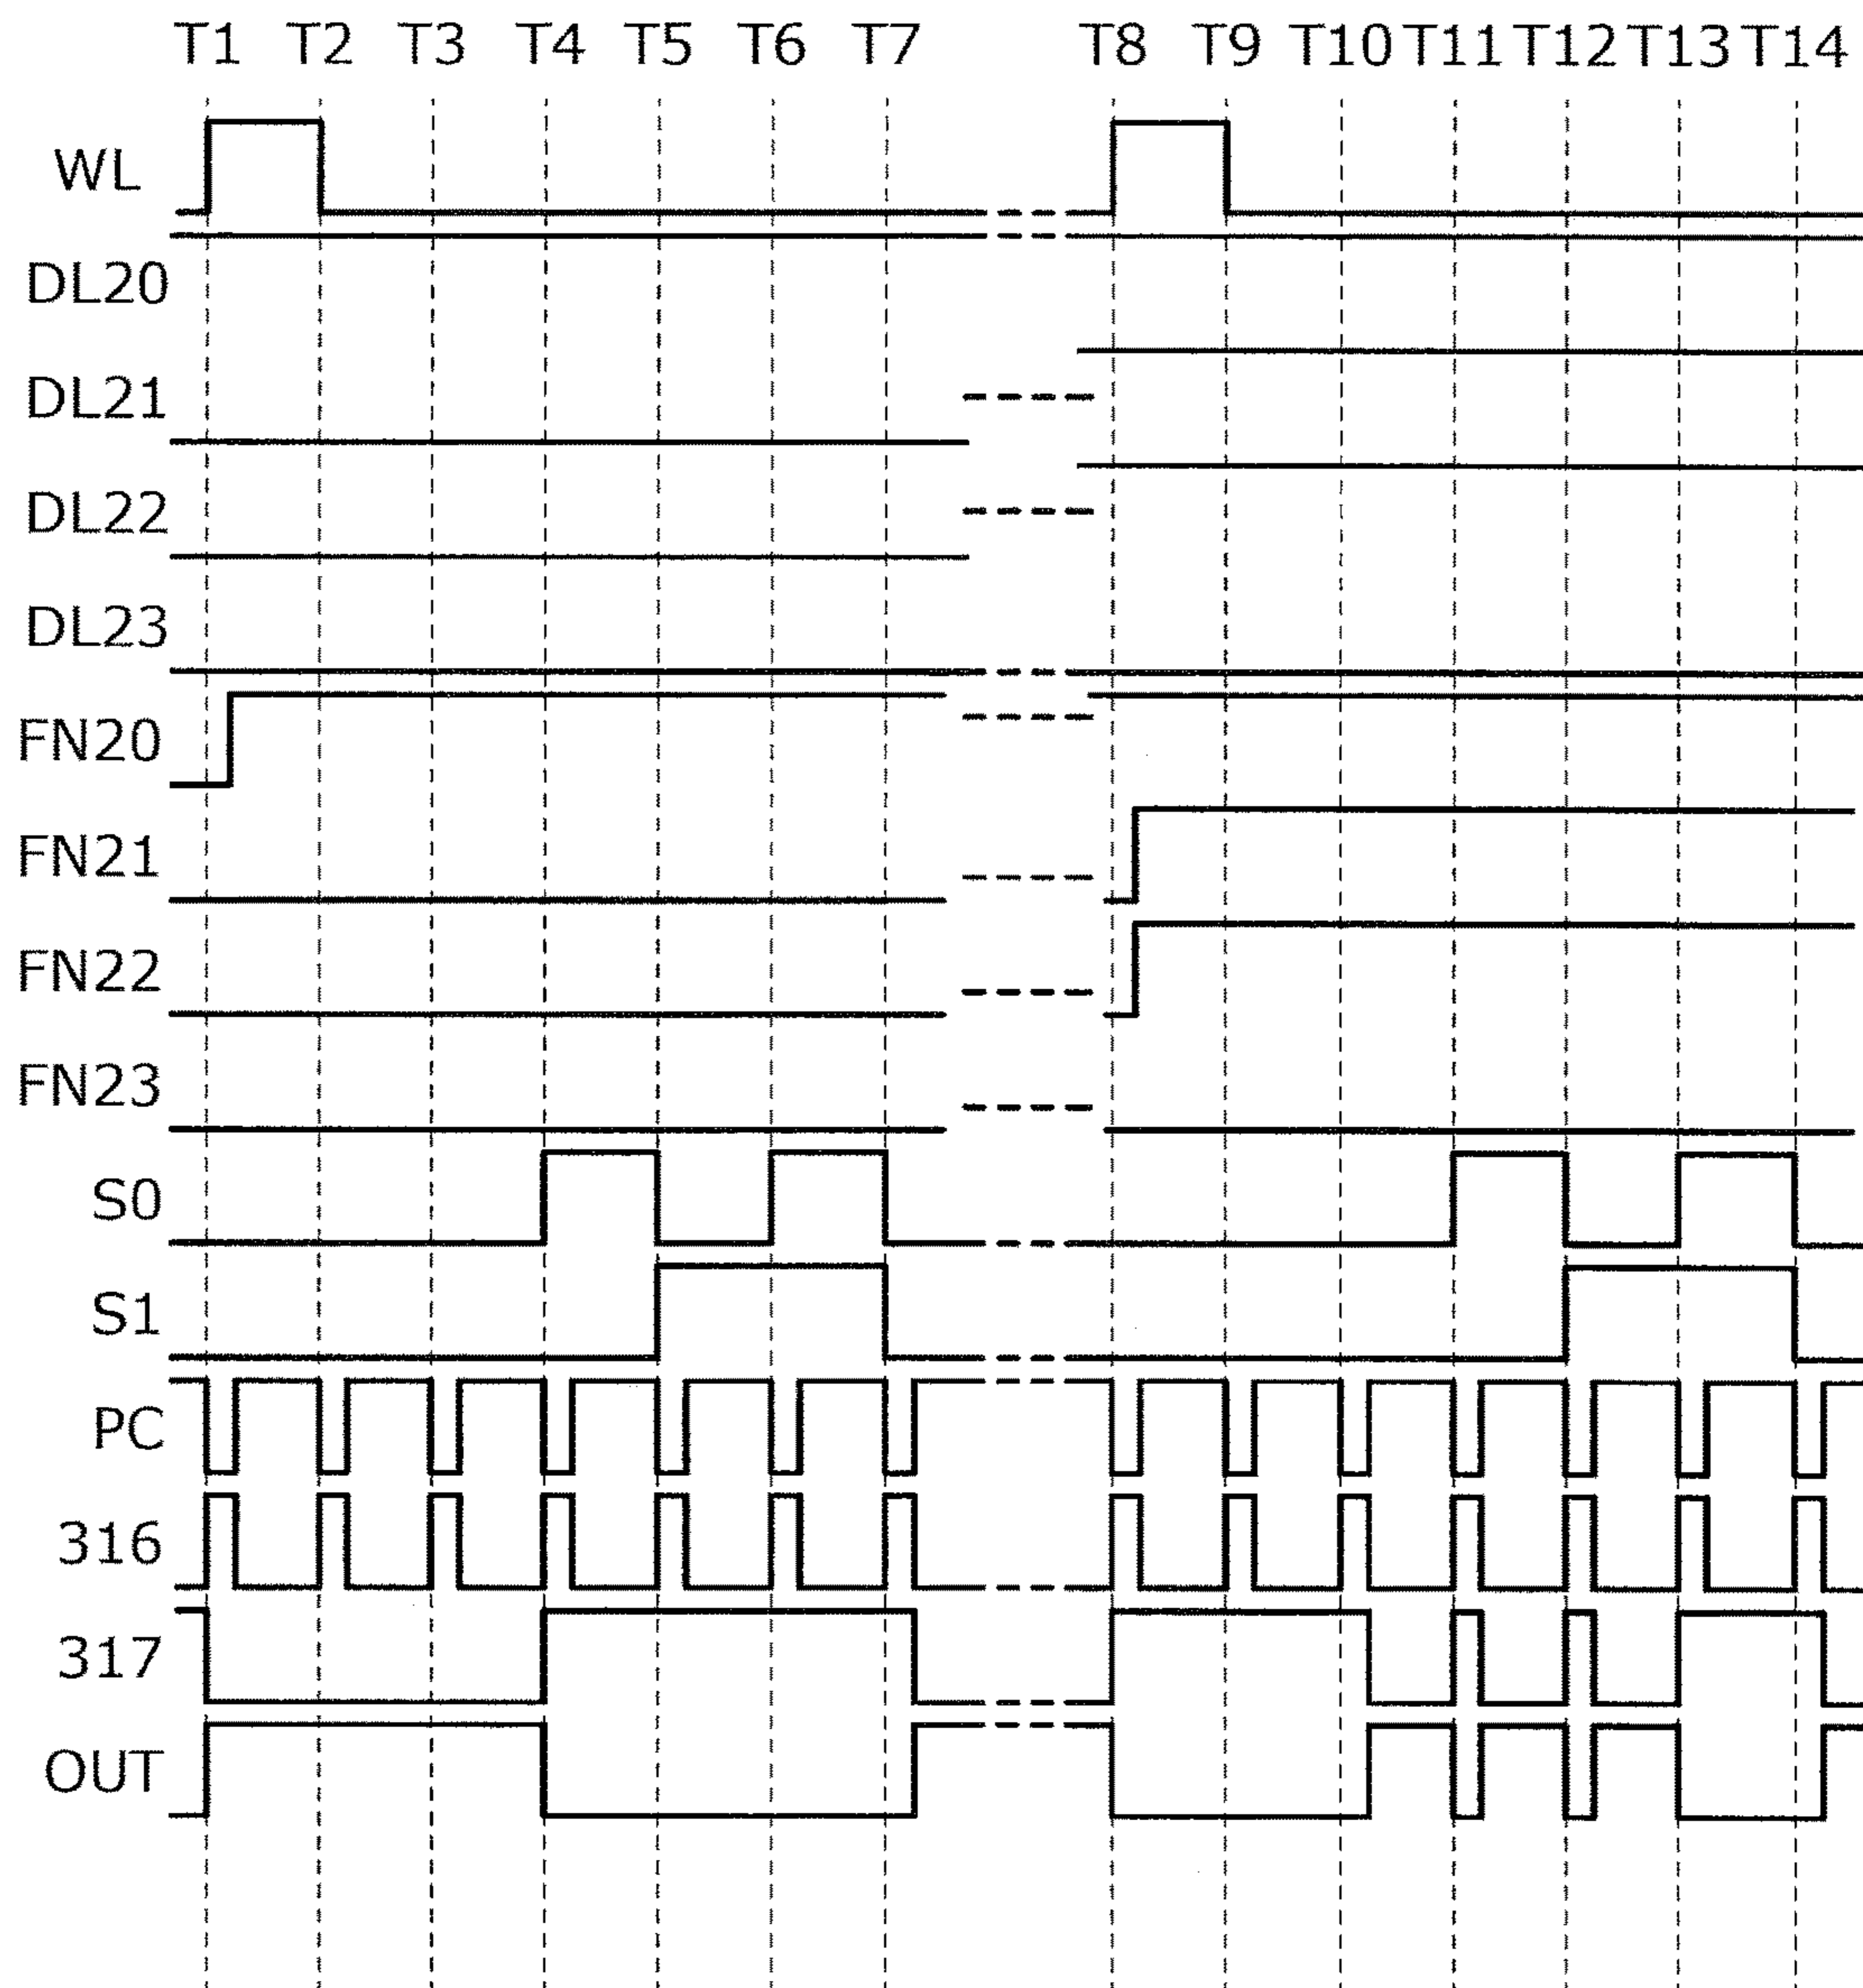 T1 T2 T3 T4 T5 T6 T7 T8 T9 T10 T11 T12 T13 T14
WL
DL20
DL21
DL22
DL23
FN20
FN21
FN22
FN23
S0
S1
PC
316
317
OUT